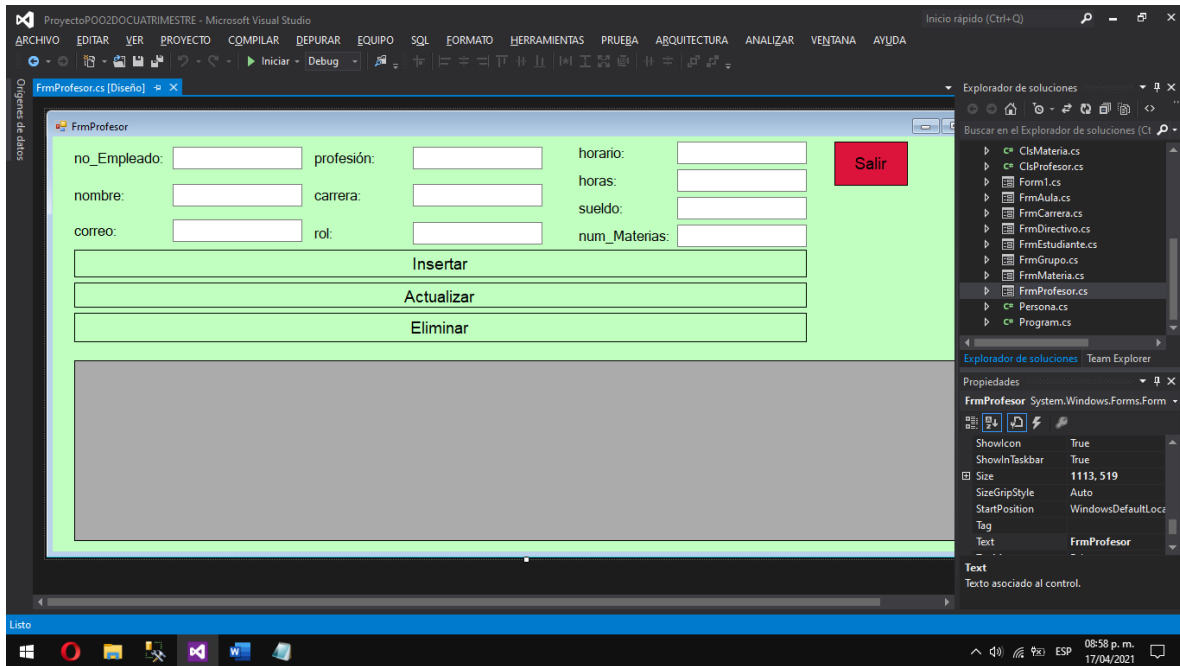 ProyectoPOO2DOCUATRIMESTRE - Microsoft Visual Studio
Inicio rápido (Ctrl+Q)
ARCHIVO EDITAR VER PROYECTO COMPILAR DEPURAR EQUIPO SQL FORMATO HERRAMIENTAS PRUEBA ARQUITECTURA ANALIZAR VENTANA AYUDA
Iniciar Debug
Orígenes de datos
FrmProfesor.cs [Diseño]
FrmProfesor
no_Empleado: profesión: horario: Salir
horas:
nombre: carrera:
sueldo:
correo: rol: num_Materias:
Insertar
Actualizar
Eliminar
Explorador de soluciones
Buscar en el Explorador de soluciones (Ct
C# ClsMateria.cs
C# ClsProfesor.cs
Form1.cs
FrmAula.cs
FrmCarrera.cs
FrmDirectivo.cs
FrmEstudiante.cs
FrmGrupo.cs
FrmMateria.cs
FrmProfesor.cs
C# Persona.cs
C# Program.cs
Explorador de soluciones Team Explorer
Propiedades
FrmProfesor System.Windows.Forms.Form
ShowIcon True
ShowInTaskbar True
Size 1113, 519
SizeGripStyle Auto
StartPosition WindowsDefaultLoca
Tag
Text FrmProfesor
Text
Texto asociado al control.
Listo
ESP
08:58 p. m.
17/04/2021